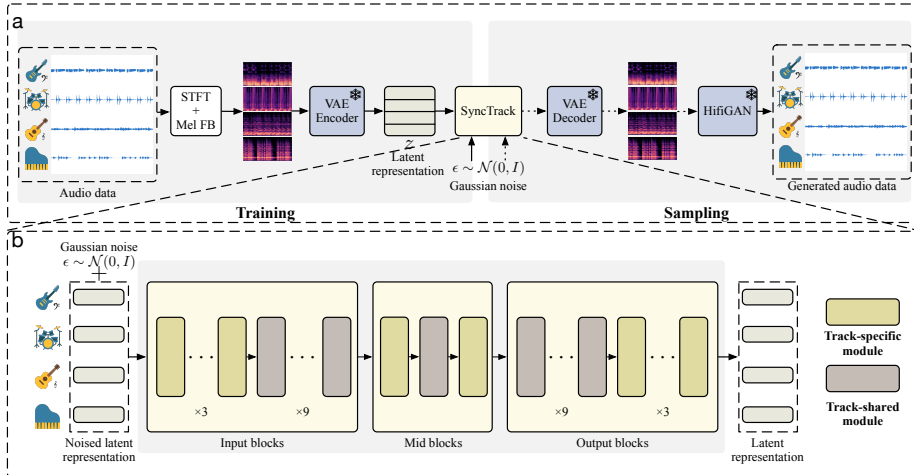 a
STFT
+
Mel FB
VAE
Encoder
SyncTrack
VAE
Decoder
HifiGAN
z
Latent
representation
ϵ ∼ N(0, I)
Gaussian noise
Audio data
Generated audio data
Training
Sampling
b
Gaussian noise
ϵ ∼ N(0, I)
+
· · ·
· · ·
· · ·
· · ·
×3
×9
×9
×3
Track-specific
module
Track-shared
module
Noised latent
representation
Input blocks
Mid blocks
Output blocks
Latent
representation